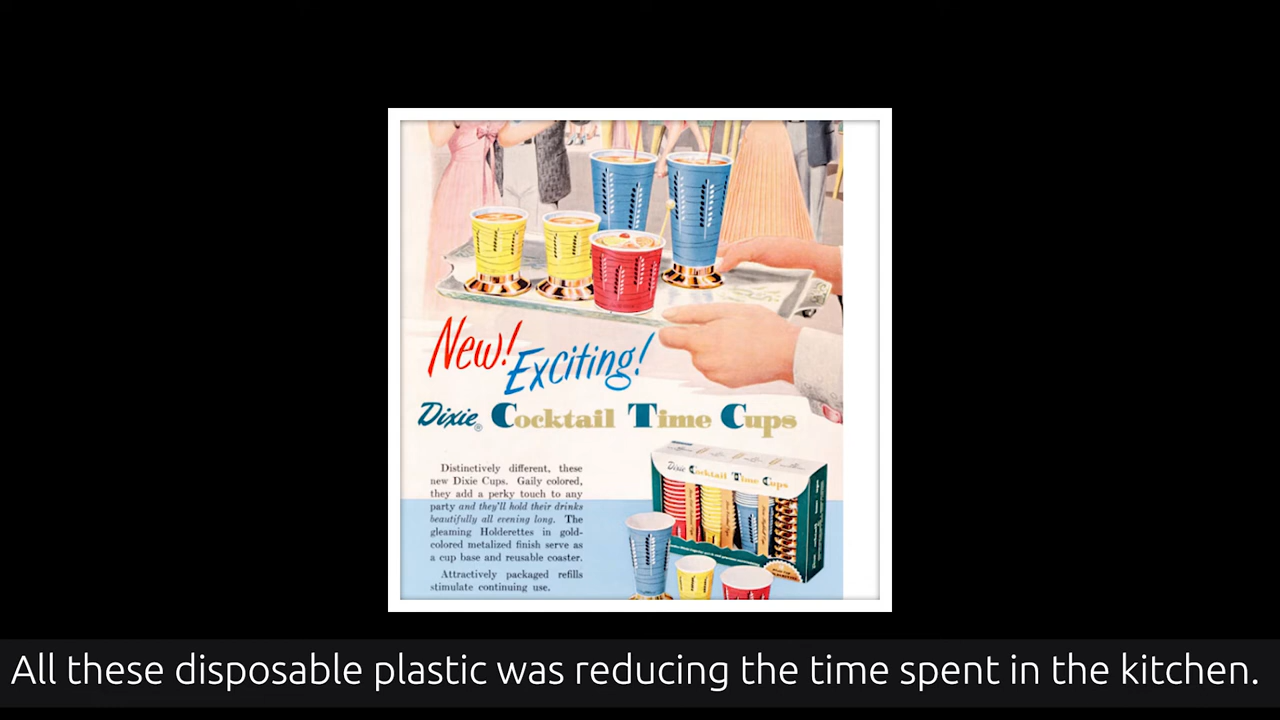 New! Exciting!
Dixie® Cocktail Time Cups
Distinctively different, these
new Dixie Cups. Gaily colored,
they add a perky touch to any
party and they'll hold their drinks
beautifully all evening long. The
gleaming Holderettes in gold-
colored metalized finish serve as
a cup base and reusable coaster.
Attractively packaged refills
stimulate continuing use.
Dixie Cocktail Time Cups
All these disposable plastic was reducing the time spent in the kitchen.